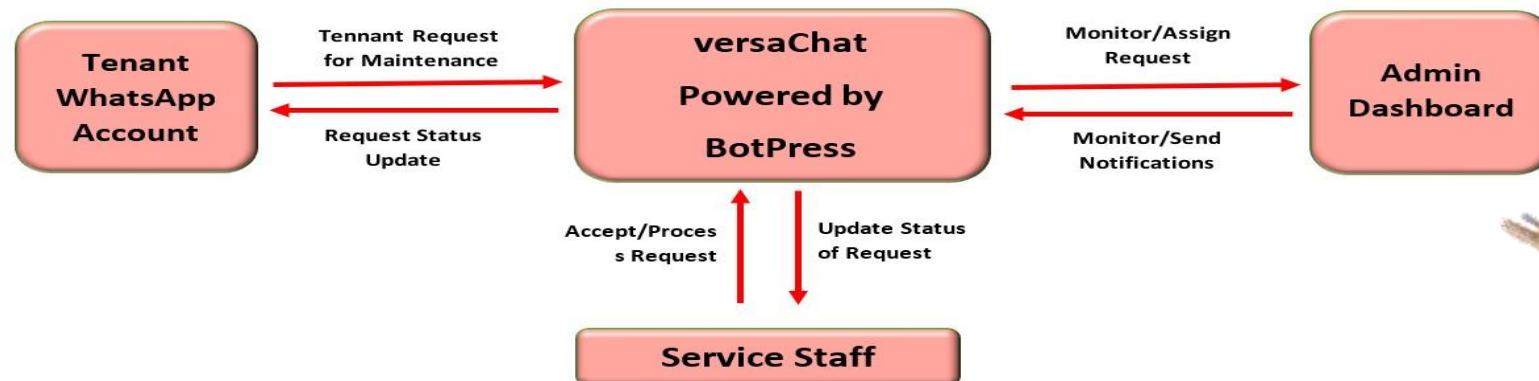 Tenant
WhatsApp
Account
Tennant Request
for Maintenance
Request Status
Update
versaChat
Powered by
BotPress
Monitor/Assign
Request
Monitor/Send
Notifications
Admin
Dashboard
Accept/Proces
s Request
Update Status
of Request
Service Staff